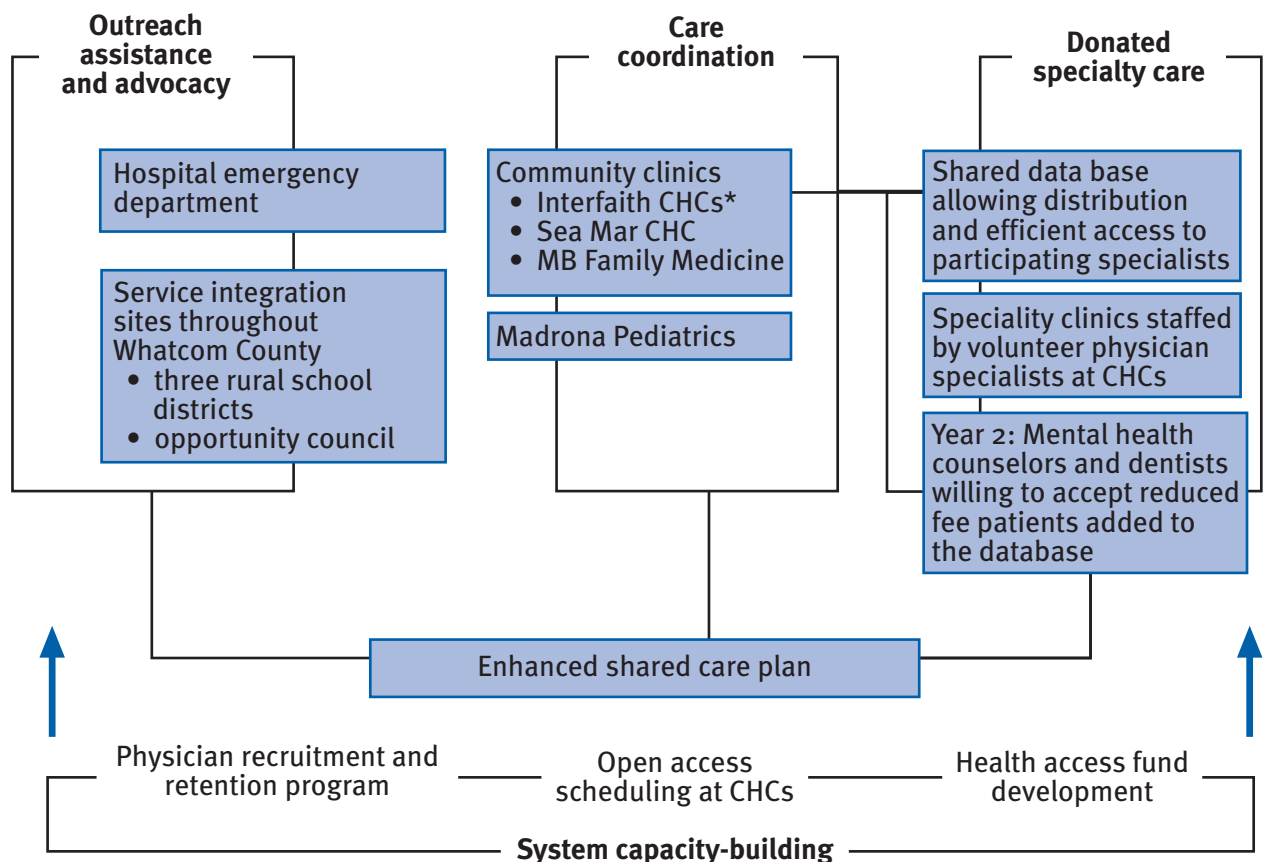 Outreach
assistance
and advocacy
Hospital emergency
department
Service integration
sites throughout
Whatcom County
• three rural school
districts
• opportunity council
Care
coordination
Community clinics
• Interfaith CHCs*
• Sea Mar CHC
• MB Family Medicine
Madrona Pediatrics
Donated
specialty care
Shared data base
allowing distribution
and efficient access to
participating specialists
Speciality clinics staffed
by volunteer physician
specialists at CHCs
Year 2: Mental health
counselors and dentists
willing to accept reduced
fee patients added to
the database
Enhanced shared care plan
Physician recruitment and
retention program
Open access
scheduling at CHCs
Health access fund
development
System capacity-building